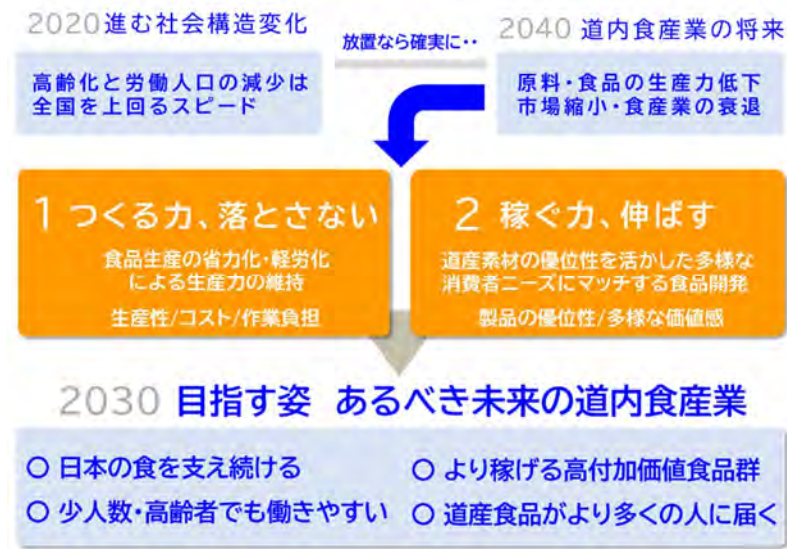 2020 進む社会構造変化
放置なら確実に‥
2040 道内食産業の将来
高齢化と労働人口の減少は
全国を上回るスピード
原料・食品の生産力低下
市場縮小・食産業の衰退
1 つくる力、落とさない
食品生産の省力化・軽労化
による生産力の維持
生産性/コスト/作業負担
2 稼ぐ力、伸ばす
道産素材の優位性を活かした多様な
消費者ニーズにマッチする食品開発
製品の優位性/多様な価値感
2030 目指す姿 あるべき未来の道内食産業
〇 日本の食を支え続ける
〇 少人数・高齢者でも働きやすい
〇 より稼げる高付加価値食品群
〇 道産食品がより多くの人に届く